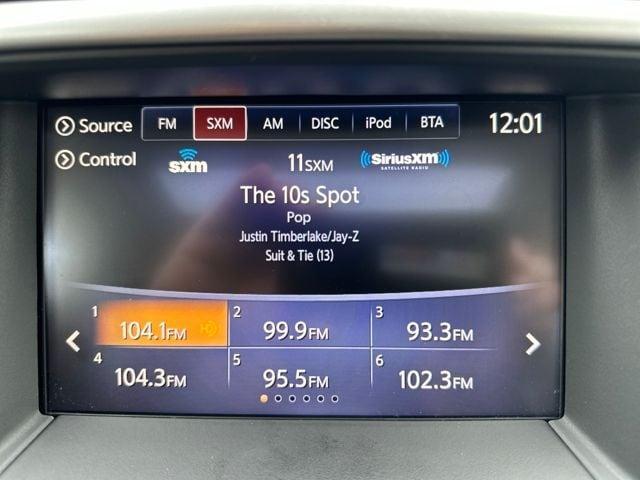 Source FM SXM AM DISC iPod BTA 12:01
Control sxm 11SXM SiriusXM
SATELLITE RADIO
The 10s Spot
Pop
Justin Timberlake/Jay-Z
Suit & Tie (13)
1 104.1FM HD 2 99.9FM 3 93.3FM
4 104.3FM 5 95.5FM 6 102.3FM